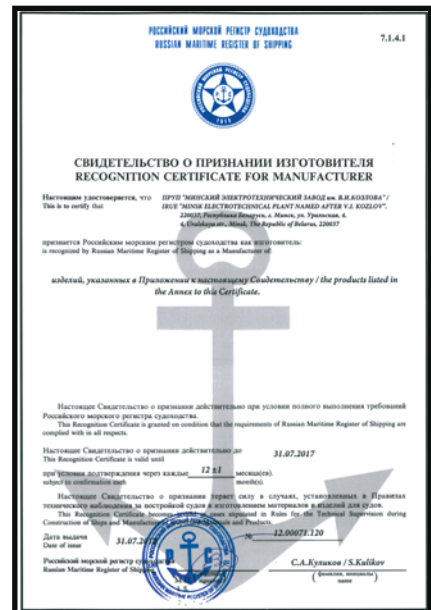 РОССИЙСКИЙ МОРСКОЙ РЕГИСТР СУДОХОДСТВА
RUSSIAN MARITIME REGISTER OF SHIPPING
7.1.4.1
1913
СВИДЕТЕЛЬСТВО О ПРИЗНАНИИ ИЗГОТОВИТЕЛЯ
RECOGNITION CERTIFICATE FOR MANUFACTURER
Настоящим удостоверяется, что ПРУП "МИНСКИЙ ЭЛЕКТРОТЕХНИЧЕСКИЙ ЗАВОД им. В.И.КОЗЛОВА" /
This is to certify that IRUE "MINSK ELECTROTECHNICAL PLANT NAMED AFTER V.I. KOZLOV".
220037, Республика Беларусь, г. Минск, ул. Уральская, 4.
4, Uralskaya str., Minsk, The Republic of Belarus, 220037
признается Российским морским регистром судоходства как изготовитель:
is recognized by Russian Maritime Register of Shipping as a Manufacturer of:
изделий, указанных в Приложении к настоящему Свидетельству / the products listed in
the Annex to this Certificate.
Настоящее Свидетельство о признании действительно при условии полного выполнения требований
Российского морского регистра судоходства.
This Recognition Certificate is granted on condition that the requirements of Russian Maritime Register of Shipping are
complied with in all respects.
Настоящее Свидетельство о признании действительно до 31.07.2017
This Recognition Certificate is valid until
при условии подтверждения через каждые 12 ±1 месяца(ев).
subject to confirmation each month(s).
Настоящее Свидетельство о признании теряет силу в случаях, установленных в Правилах
технического наблюдения за постройкой судов и изготовлением материалов и изделий для судов.
This Recognition Certificate becomes in cases stipulated in Rules for the Technical Supervision during
Construction of Ships and Manufacture of Materials and Products.
Дата выдачи 31.07. № 12.00071.120
Date of issue
Российский морской регистр судоходства С.А.Куликов / S.Kulikov
Russian Maritime Register of Shipping (фамилия, инициалы)
name